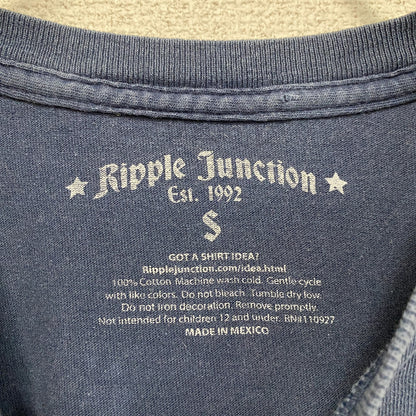 ★ Ripple Junction ★
Est. 1992
S
GOT A SHIRT IDEA?
Ripplejunction.com/idea.html
100% Cotton Machine wash cold. Gentle cycle
with like colors. Do not bleach. Tumble dry low.
Do not Iron decoration. Remove promptly.
Not intended for children 12 and under. RN#110927
MADE IN MEXICO